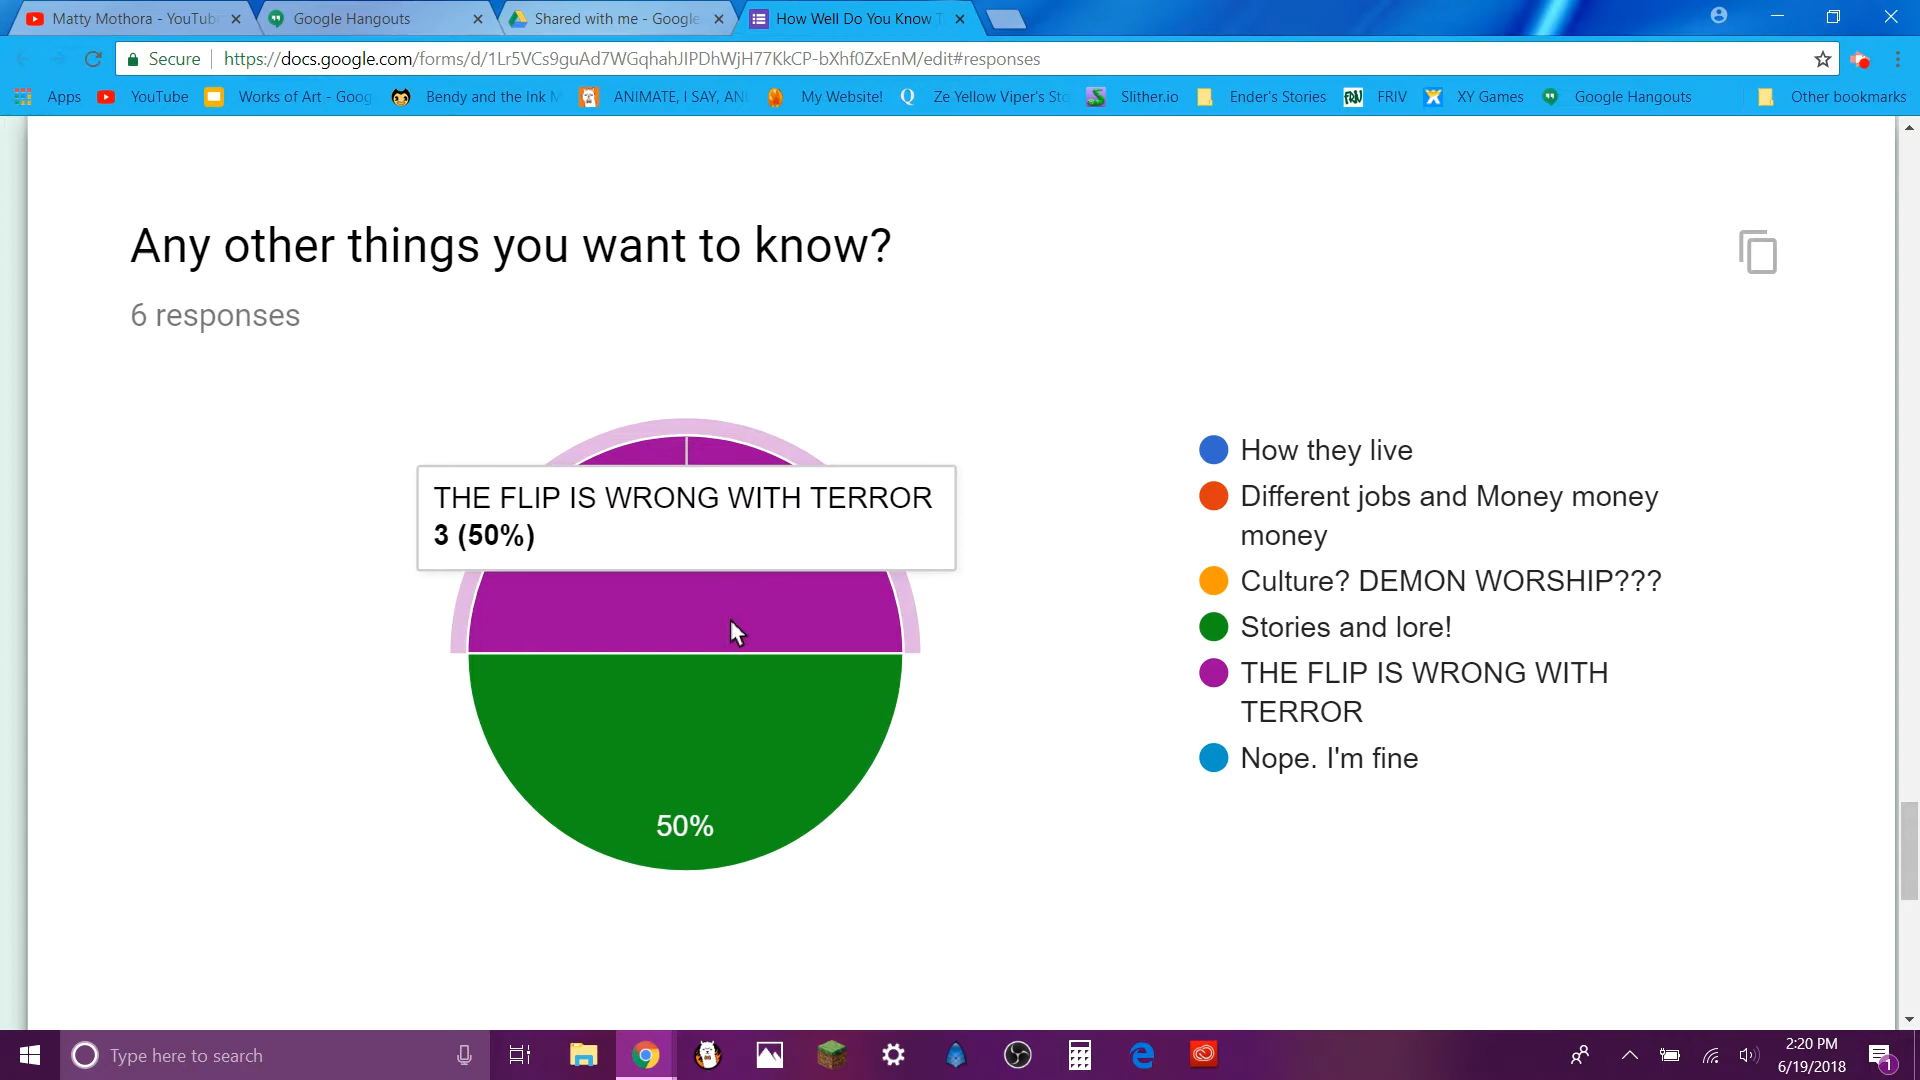 Matty Mothora - YouTub
Google Hangouts
Shared with me - Google
How Well Do You Know T
Secure
https://docs.google.com/forms/d/1Lr5VCs9guAd7WGqhahJIPDhWjH77KkCP-bXhf0ZxEnM/edit#responses
Apps
YouTube
Works of Art - Goog
Bendy and the Ink M
ANIMATE, I SAY, AN
My Website!
Ze Yellow Viper's Sto
Slither.io
Ender's Stories
FRIV
XY Games
Google Hangouts
Other bookmarks
Any other things you want to know?
6 responses
THE FLIP IS WRONG WITH TERROR
3 (50%)
50%
How they live
Different jobs and Money money
money
Culture? DEMON WORSHIP???
Stories and lore!
THE FLIP IS WRONG WITH
TERROR
Nope. I'm fine
Type here to search
2:20 PM
6/19/2018
1